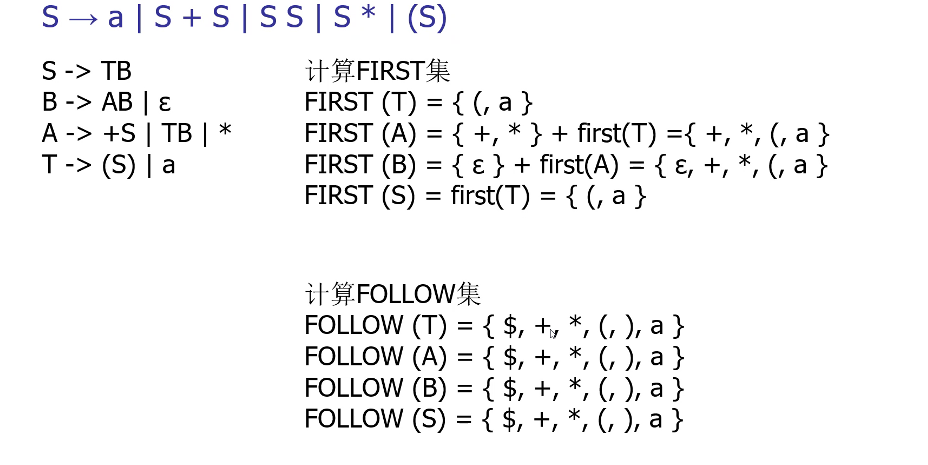 S → a | S + S | S S | S * | (S)
S -> TB
B -> AB | ε
A -> +S | TB | *
T -> (S) | a
计算FIRST集
FIRST (T) = { (, a }
FIRST (A) = { +, * } + first(T) ={ +, *, (, a }
FIRST (B) = { ε } + first(A) = { ε, +, *, (, a }
FIRST (S) = first(T) = { (, a }
计算FOLLOW集
FOLLOW (T) = { $, +, *, (, ), a }
FOLLOW (A) = { $, +, *, (, ), a }
FOLLOW (B) = { $, +, *, (, ), a }
FOLLOW (S) = { $, +, *, (, ), a }